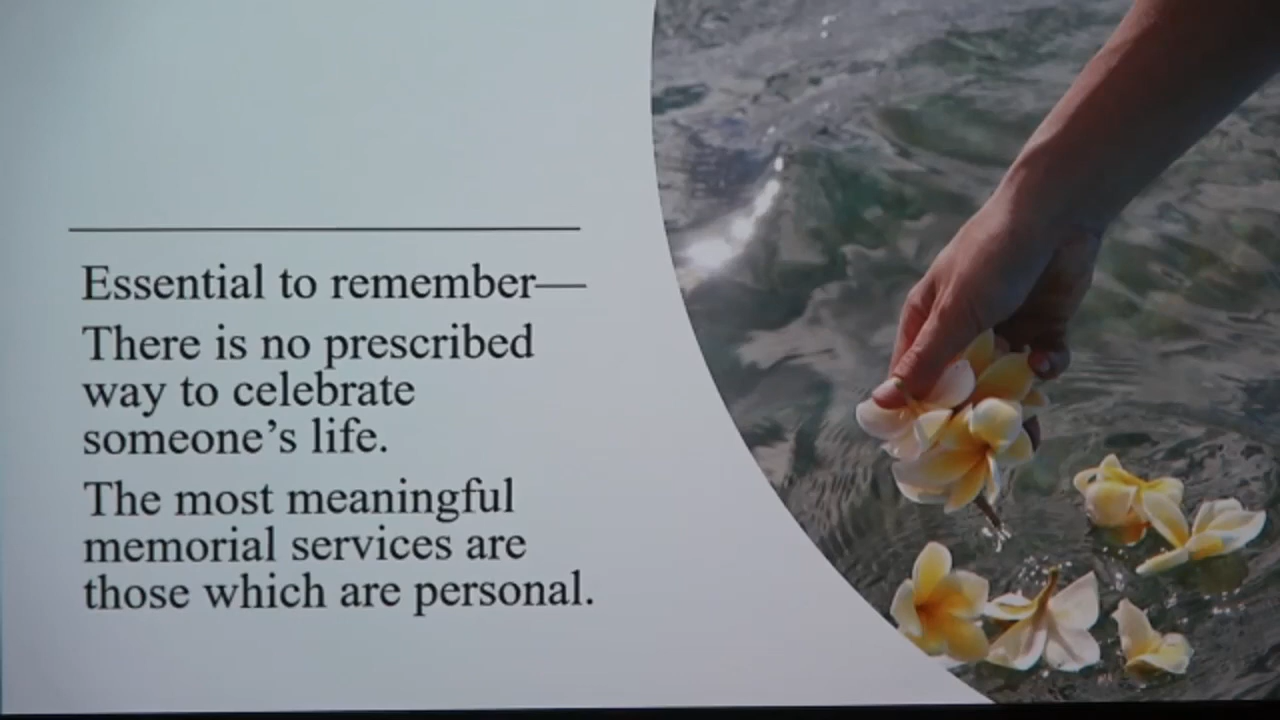 Essential to remember—
There is no prescribed
way to celebrate
someone’s life.
The most meaningful
memorial services are
those which are personal.